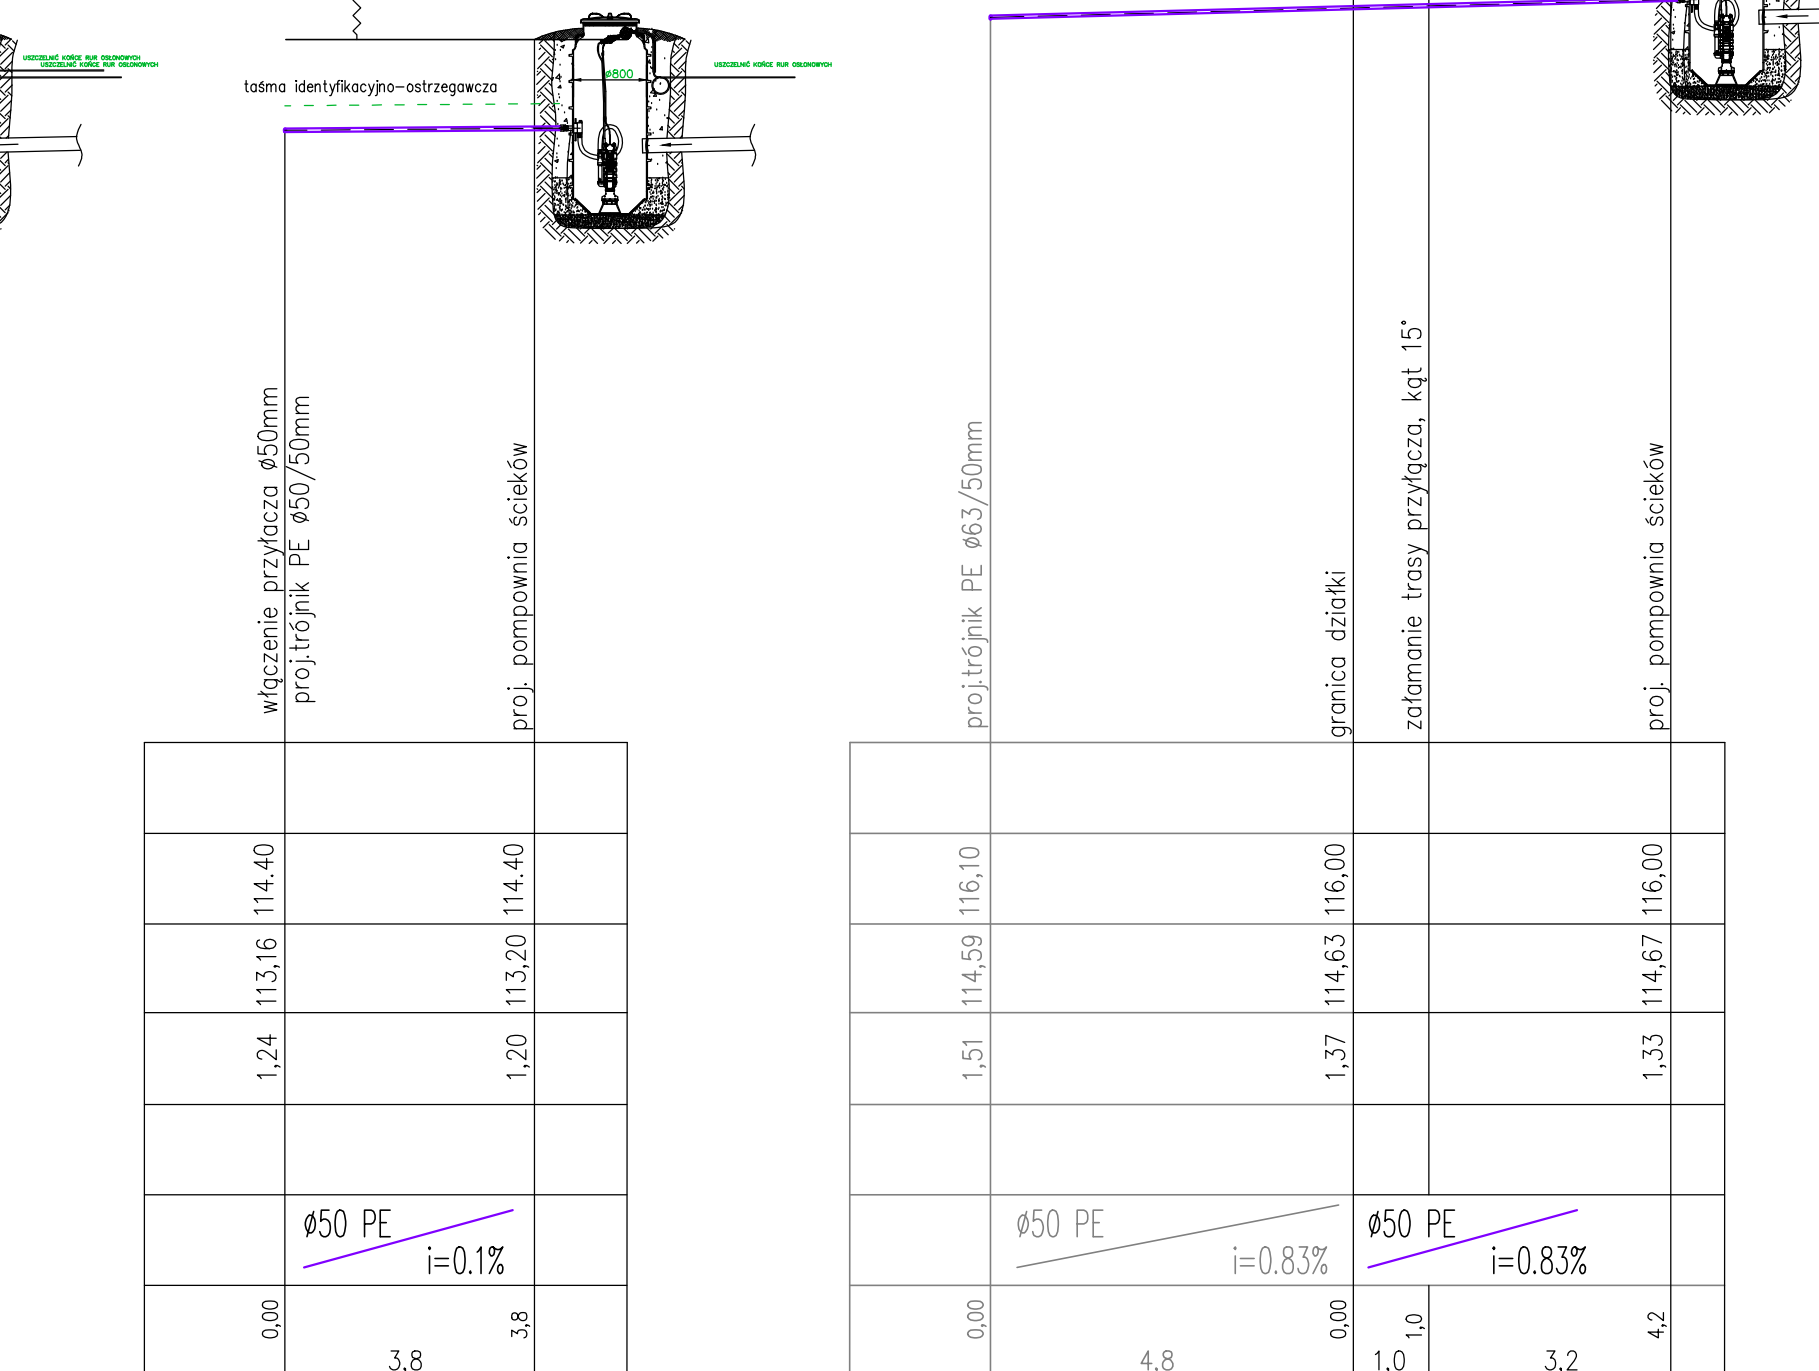 USZCZELNIĆ KOŃCE RUR OSŁONOWYCH
USZCZELNIĆ KOŃCE RUR OSŁONOWYCH
taśma identyfikacyjno-ostrzegawcza
ø800
USZCZELNIĆ KOŃCE RUR OSŁONOWYCH
włączenie przyłacza ø50mm
proj.trójnik PE ø50/50mm
proj. pompownia ścieków
proj.trójnik PE ø63/50mm
granica działki
załamanie trasy przyłącza, kąt 15°
proj. pompownia ścieków
114.40
114.40
113,16
113,20
1,24
1,20
ø50 PE
i=0.1%
0,00
3,8
3,8
116,10
116,00
116,00
114,59
114,63
114,67
1,51
1,37
1,33
ø50 PE
i=0.83%
ø50 PE
i=0.83%
0,00
0,00
1,0
4,2
4,8
1,0
3,2